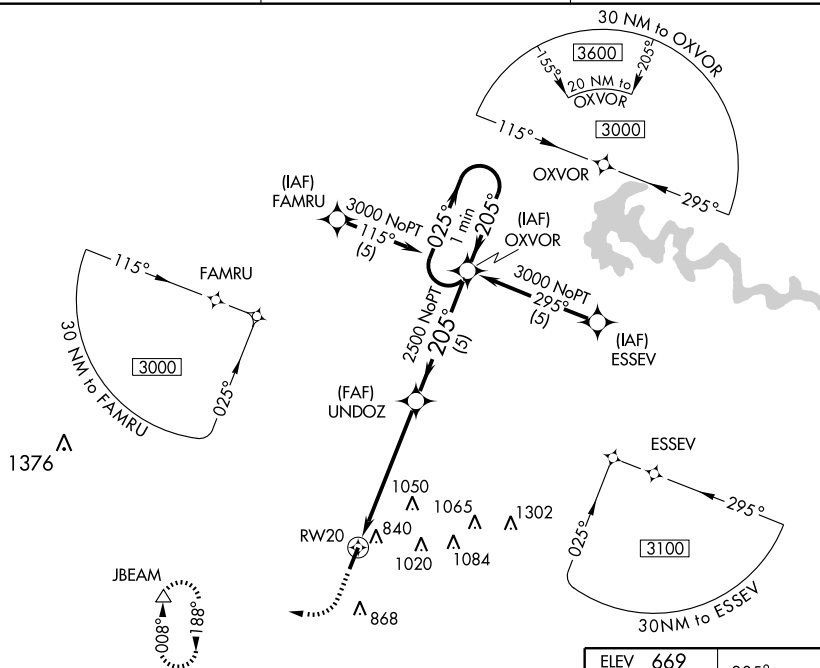 30 NM to OXVOR
3600
155°
205°
20 NM to
OXVOR
3000
115°
OXVOR
295°
(IAF)
FAMRU
3000 NoPT
115°
(5)
025°
1 min
205°
(IAF)
OXVOR
3000 NoPT
295°
(5)
(IAF)
ESSEV
2500 NoPT
205°
(5)
115°
FAMRU
3000
025°
30 NM to FAMRU
(FAF)
UNDOZ
1376
ESSEV
295°
025°
3100
30NM to ESSEV
1050
1065
1302
840
RW20
1020
1084
868
JBEAM
008°
188°
ELEV 669